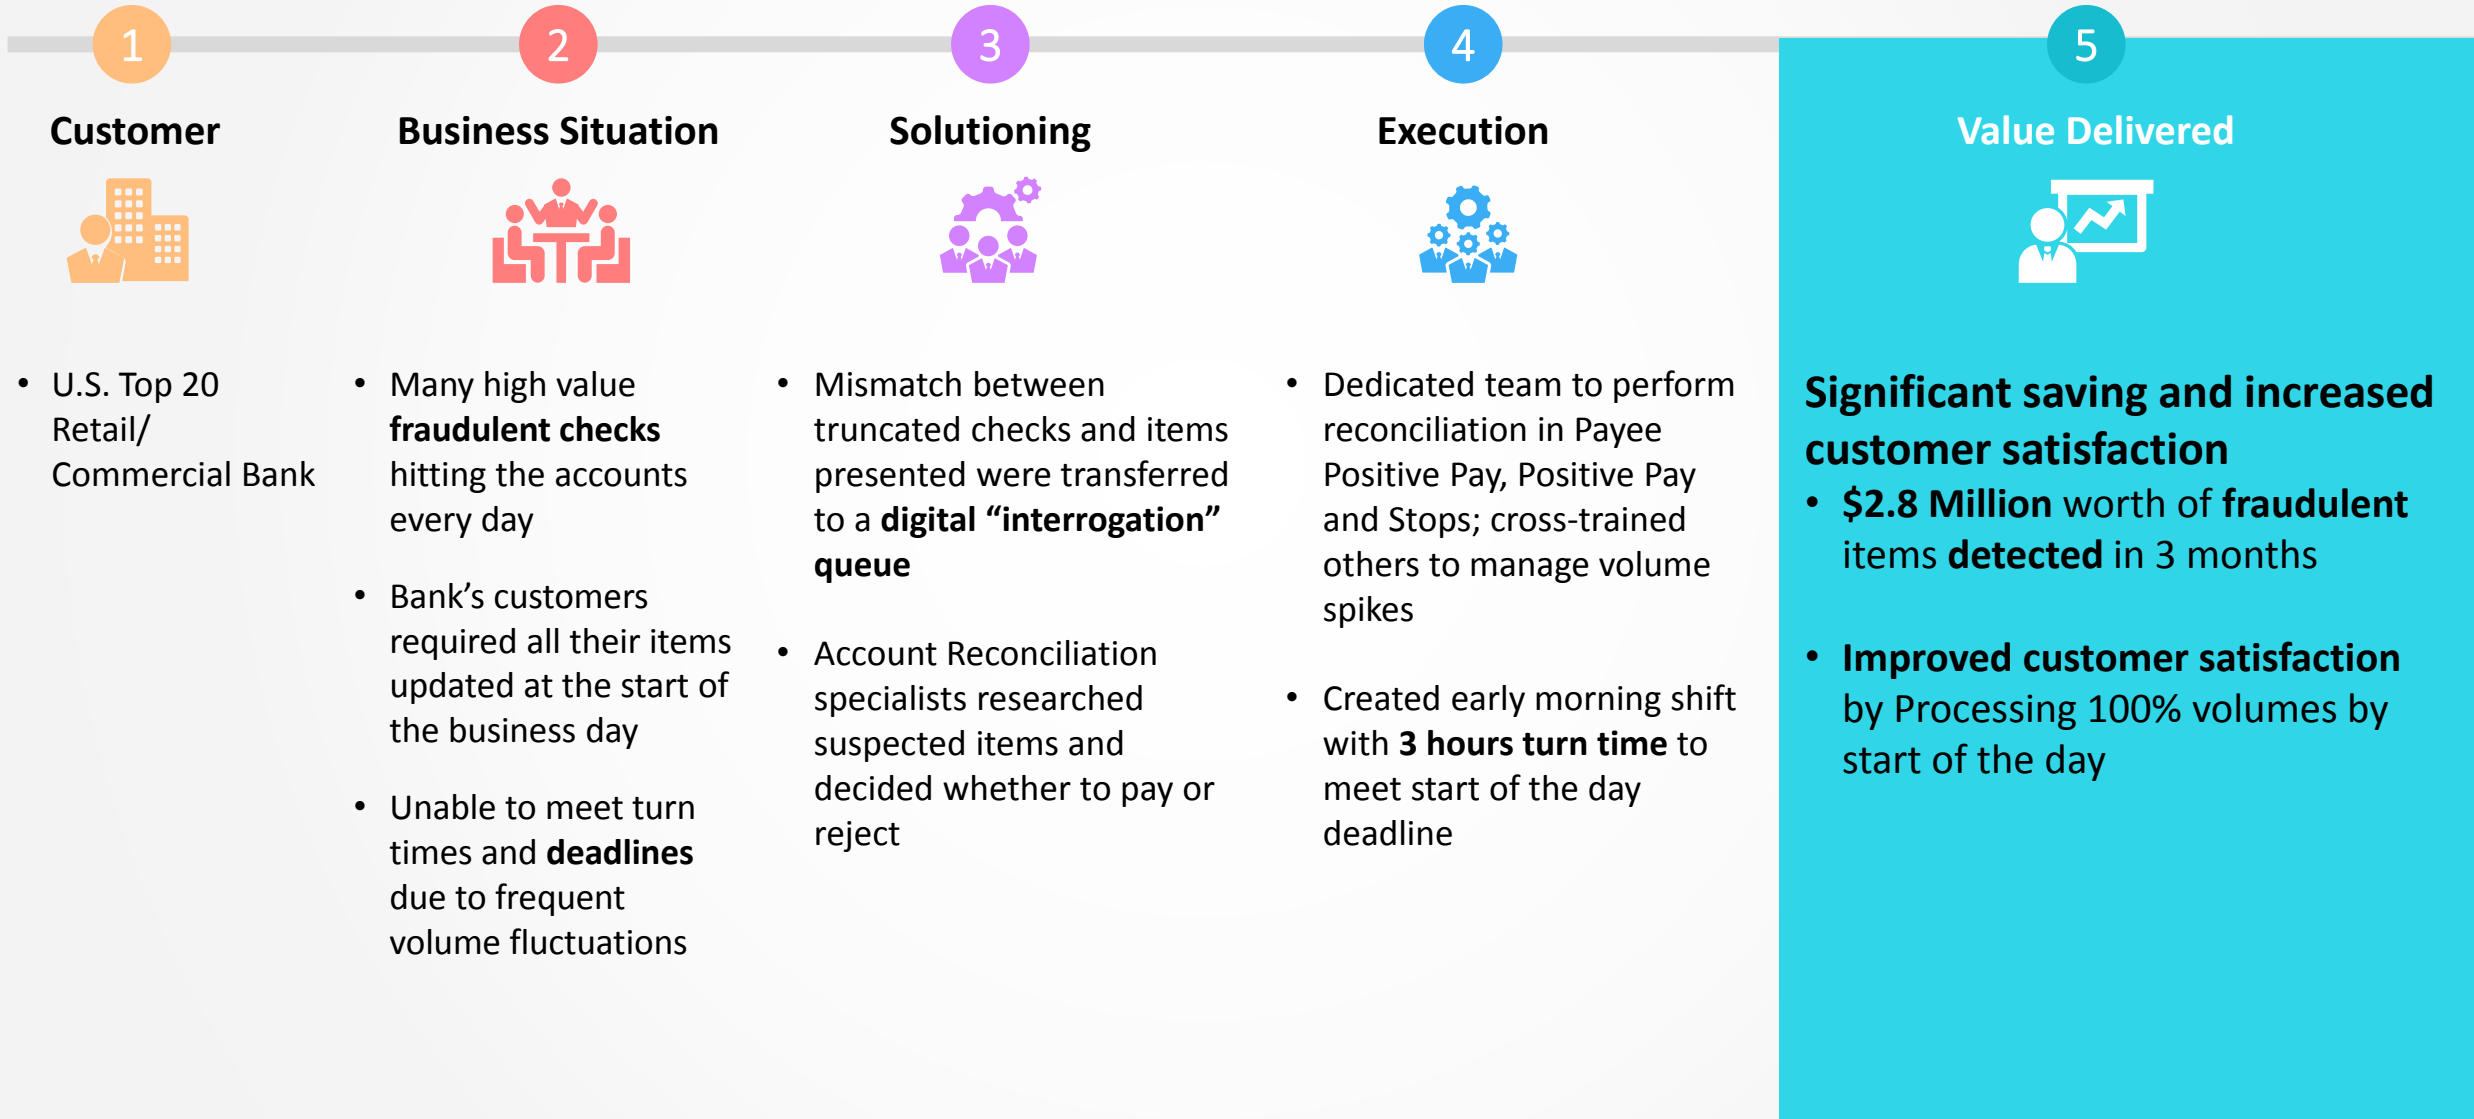 1
Customer
• U.S. Top 20
Retail/
Commercial Bank
2
Business Situation
• Many high value
fraudulent checks
hitting the accounts
every day
• Bank’s customers
required all their items
updated at the start of
the business day
• Unable to meet turn
times and deadlines
due to frequent
volume fluctuations
3
Solutioning
• Mismatch between
truncated checks and items
presented were transferred
to a digital “interrogation”
queue
• Account Reconciliation
specialists researched
suspected items and
decided whether to pay or
reject
4
Execution
• Dedicated team to perform
reconciliation in Payee
Positive Pay, Positive Pay
and Stops; cross-trained
others to manage volume
spikes
• Created early morning shift
with 3 hours turn time to
meet start of the day
deadline
5
Value Delivered
Significant saving and increased
customer satisfaction
• $2.8 Million worth of fraudulent
items detected in 3 months
• Improved customer satisfaction
by Processing 100% volumes by
start of the day